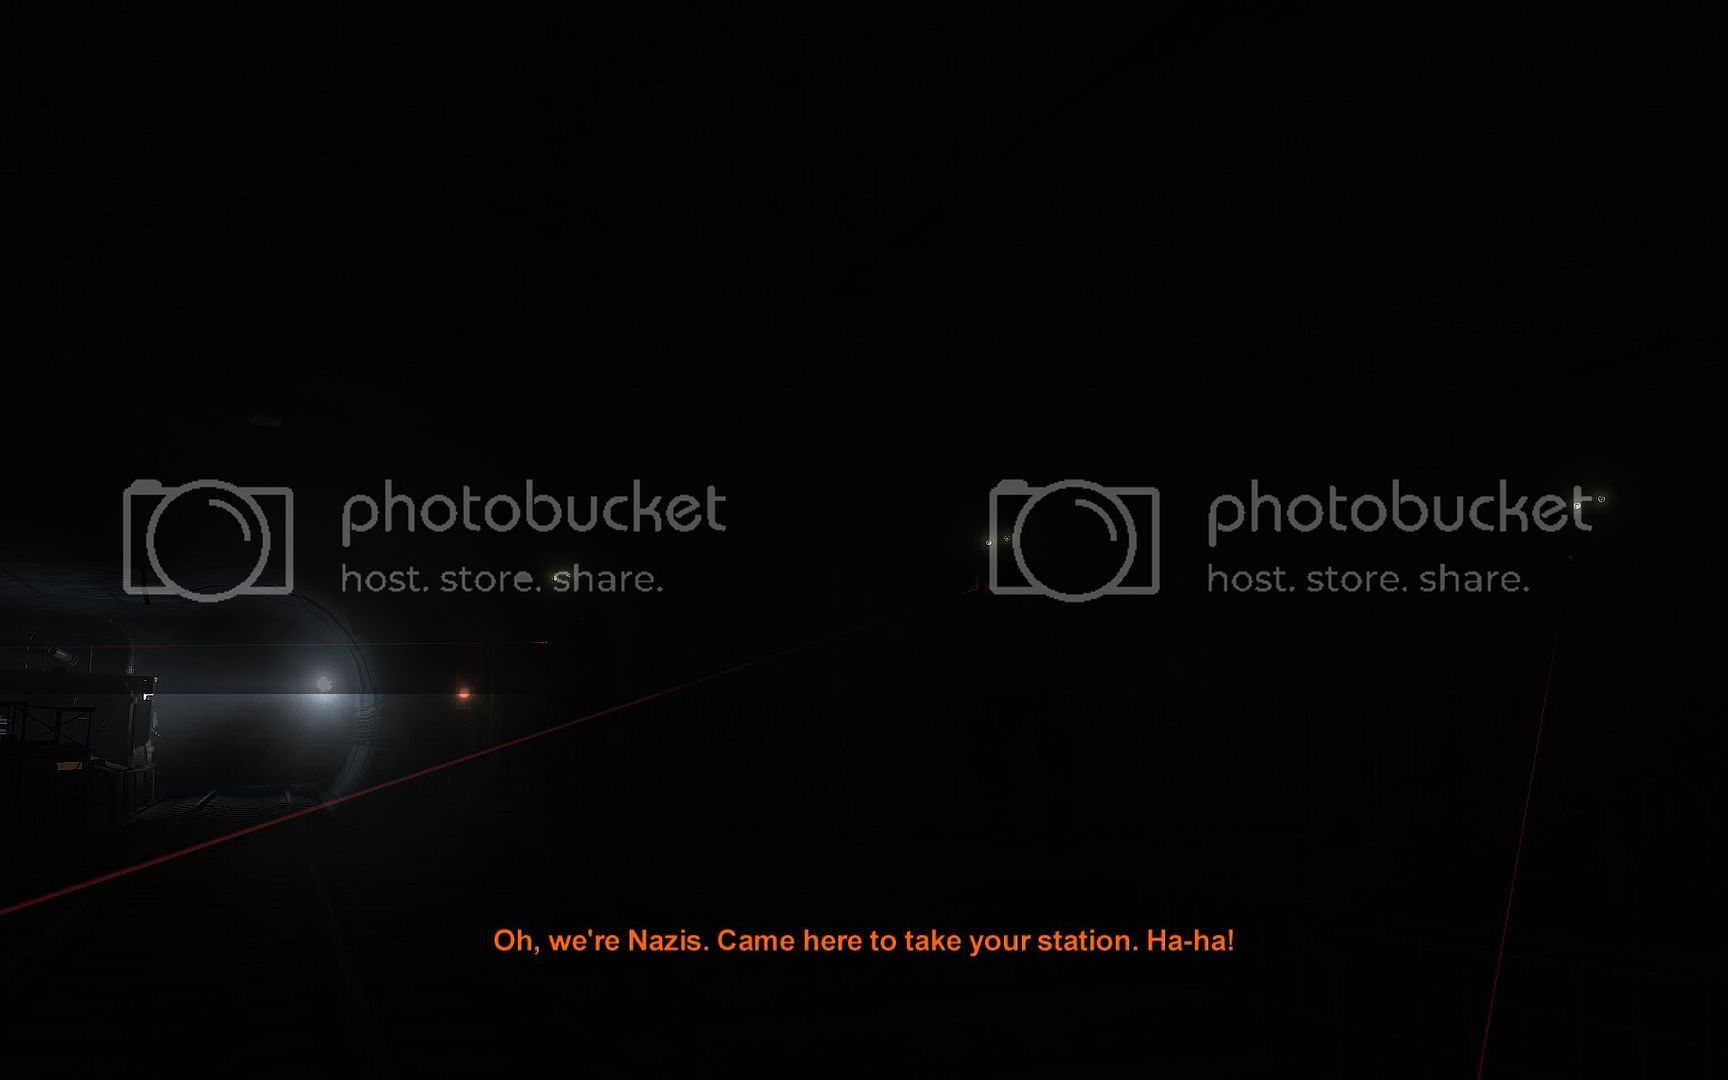 photobucket
host. store. share.
photobucket
host. store. share.
Oh, we're Nazis. Came here to take your station. Ha-ha!